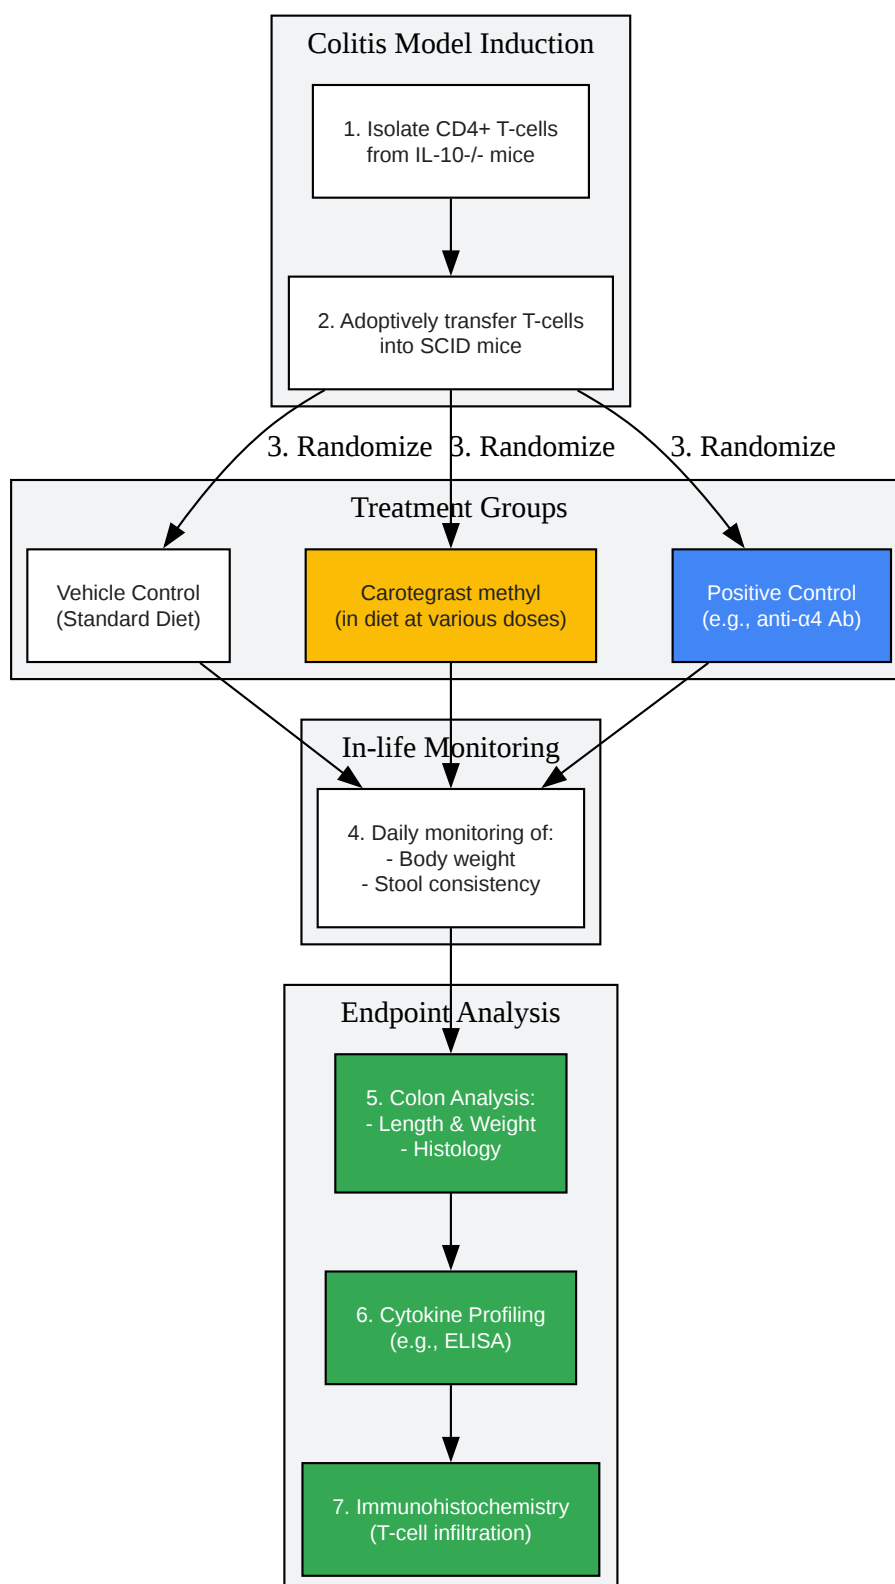 Colitis Model Induction
1. Isolate CD4+ T-cells
from IL-10-/- mice
2. Adoptively transfer T-cells
into SCID mice
3. Randomize
3. Randomize
3. Randomize
Treatment Groups
Vehicle Control
(Standard Diet)
Carotegrast methyl
(in diet at various doses)
Positive Control
(e.g., anti-α4 Ab)
In-life Monitoring
4. Daily monitoring of:
- Body weight
- Stool consistency
Endpoint Analysis
5. Colon Analysis:
- Length & Weight
- Histology
6. Cytokine Profiling
(e.g., ELISA)
7. Immunohistochemistry
(T-cell infiltration)